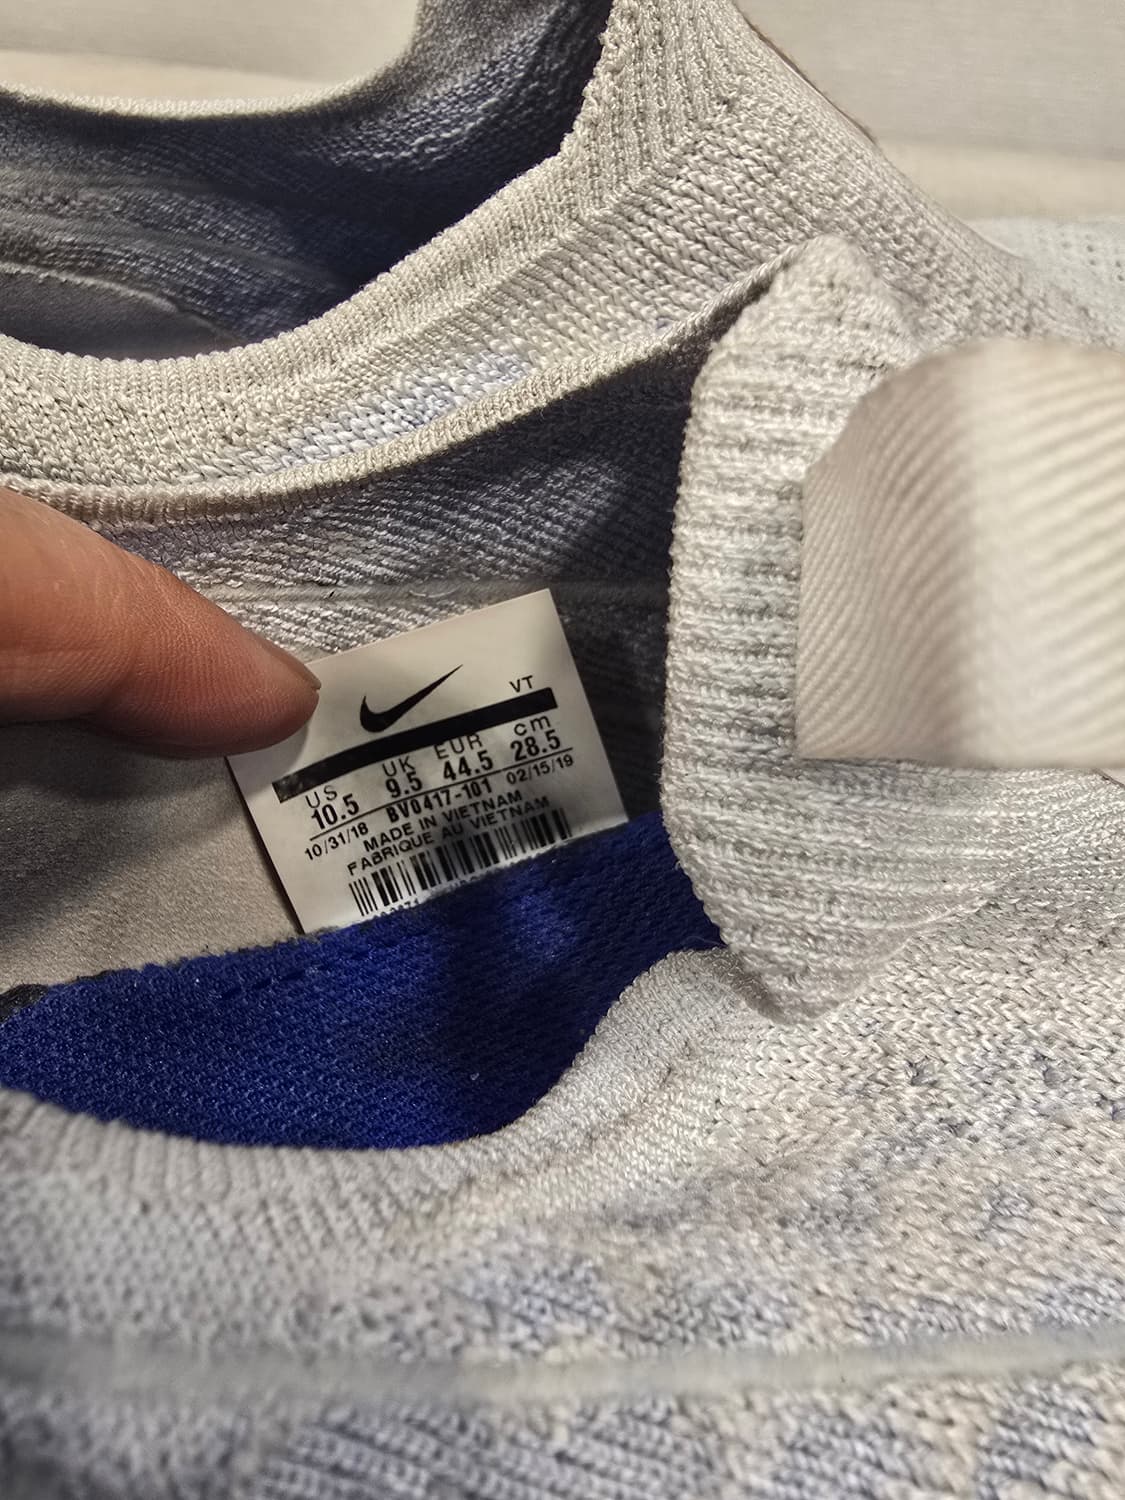 VT
US UK EUR cm
10.5 9.5 44.5 28.5
10/31/18 BV0417-101 02/15/19
MADE IN VIETNAM
FABRIQUE AU VIETNAM